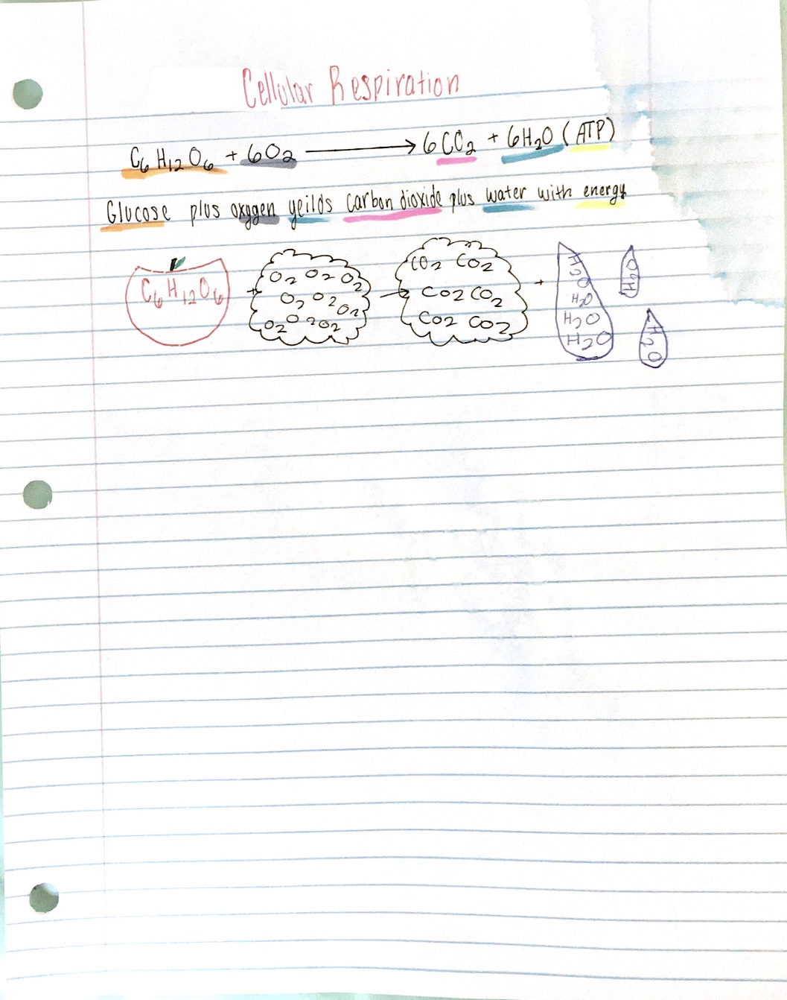 Cellular Respiration
C6H12O6 + 6O2 → 6CO2 + 6H2O (ATP)
Glucose plus oxygen yeilds carbon dioxide plus water with energy
C6H12O6 + O2 O2 O2 O2 O2 O2 O2 O2 O2 → CO2 CO2 CO2 CO2 CO2 CO2 + H2O H2O H2O H2O H2O H2O